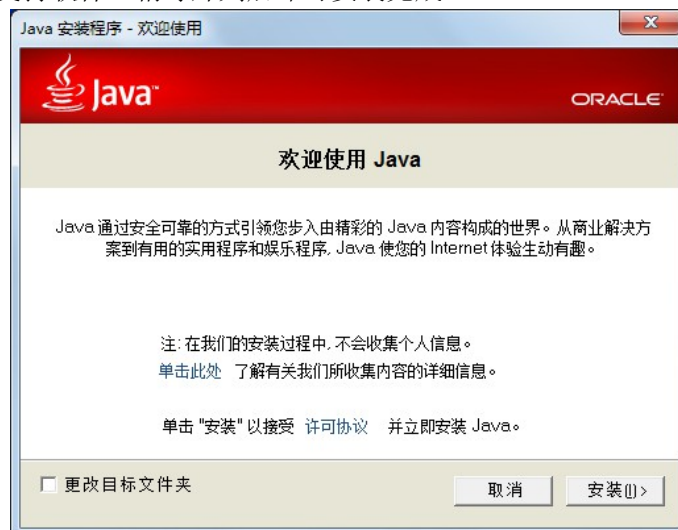 Java 安装程序 - 欢迎使用
Java™
ORACLE
欢迎使用 Java
Java 通过安全可靠的方式引领您步入由精彩的 Java 内容构成的世界。从商业解决方
案到有用的实用程序和娱乐程序, Java 使您的 Internet 体验生动有趣。
注: 在我们的安装过程中, 不会收集个人信息。
单击此处 了解有关我们所收集内容的详细信息。
单击 "安装" 以接受 许可协议 并立即安装 Java。
更改目标文件夹
取消
安装(I)>